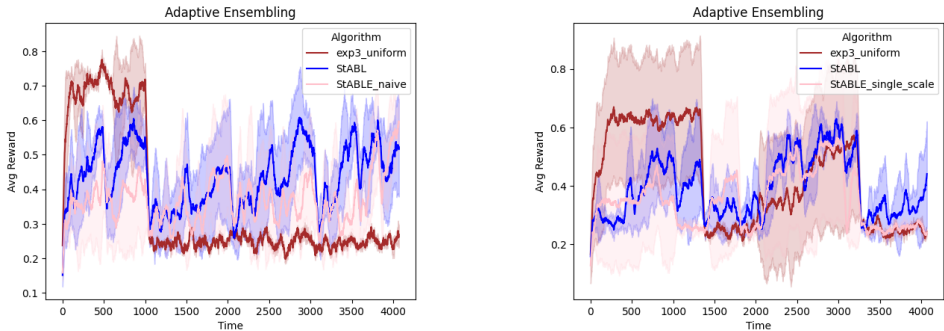 Adaptive Ensembling
Algorithm
exp3_uniform
StABL
StABLE_naive
Avg Reward
0.8
0.7
0.6
0.5
0.4
0.3
0.2
0.1
0 500 1000 1500 2000 2500 3000 3500 4000
Time
Adaptive Ensembling
Algorithm
exp3_uniform
StABL
StABLE_single_scale
Avg Reward
0.8
0.6
0.4
0.2
0 500 1000 1500 2000 2500 3000 3500 4000
Time